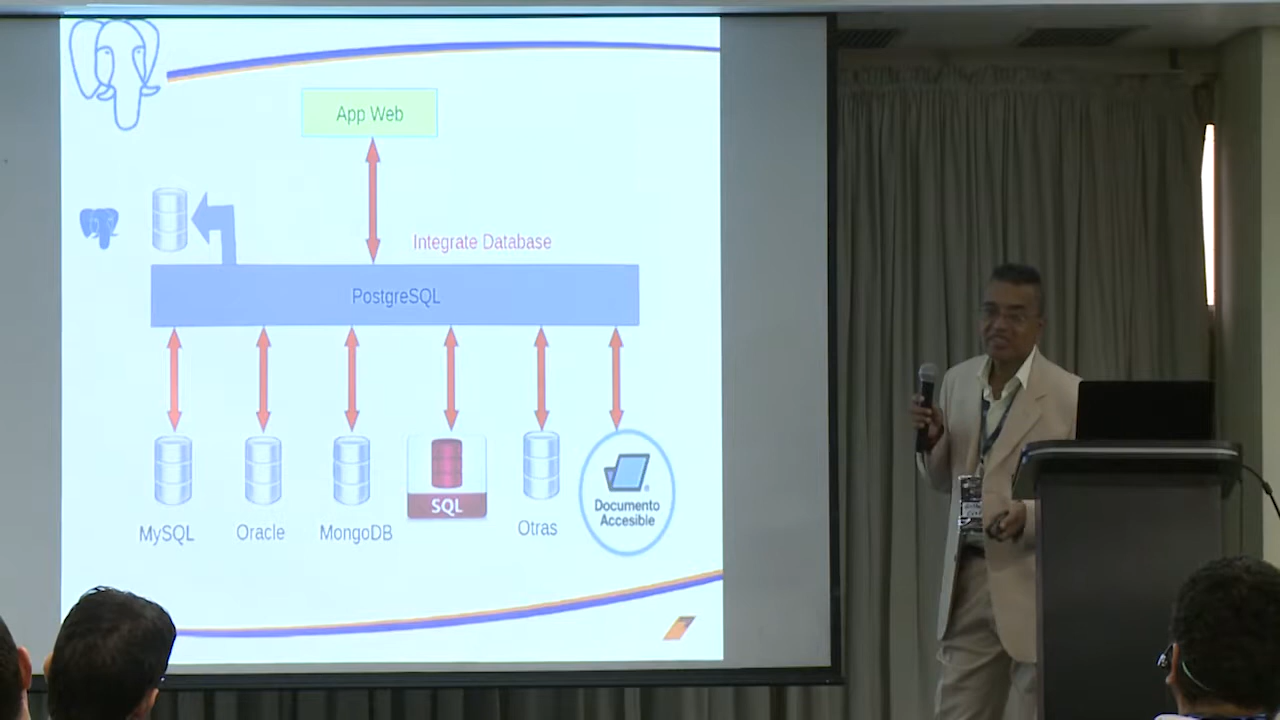 App Web
Integrate Database
PostgreSQL
SQL
Documento
Accesible
MySQL
Oracle
MongoDB
Otras